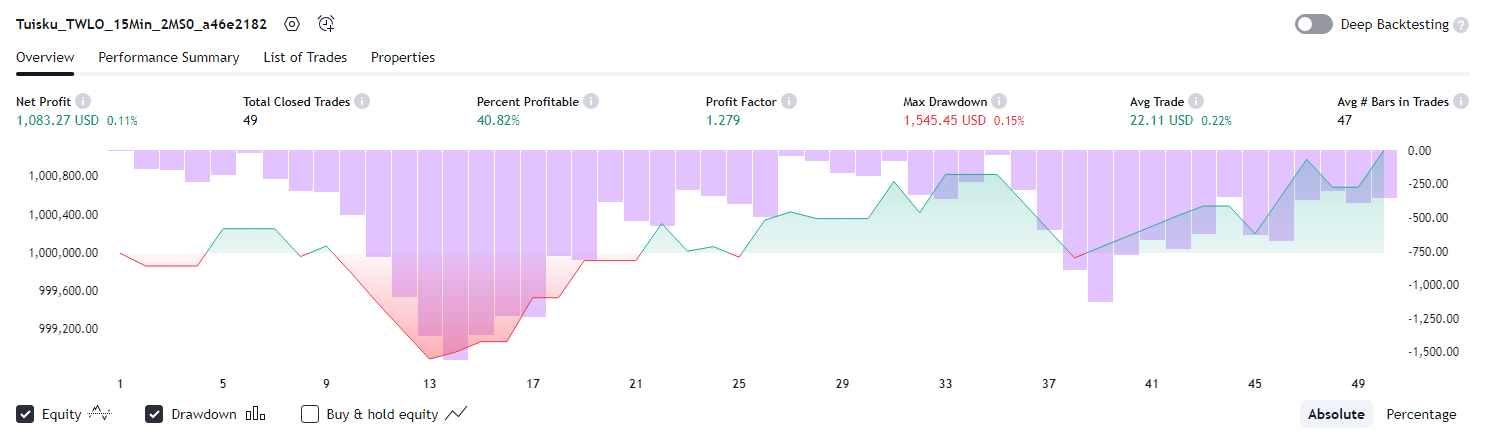 Tuisku_TWLO_15Min_2MS0_a46e2182 Deep Backtesting ?
Overview Performance Summary List of Trades Properties
Net Profit i Total Closed Trades i Percent Profitable i Profit Factor i Max Drawdown i Avg Trade i Avg # Bars in Trades i
1,083.27 USD 0.11% 49 40.82% 1.279 1,545.45 USD 0.15% 22.11 USD 0.22% 47
0.00
1,000,800.00 -250.00
1,000,400.00 -500.00
1,000,000.00 -750.00
999,600.00 -1,000.00
999,200.00 -1,250.00
-1,500.00
1 5 9 13 17 21 25 29 33 37 41 45 49
Equity Drawdown Buy & hold equity Absolute Percentage